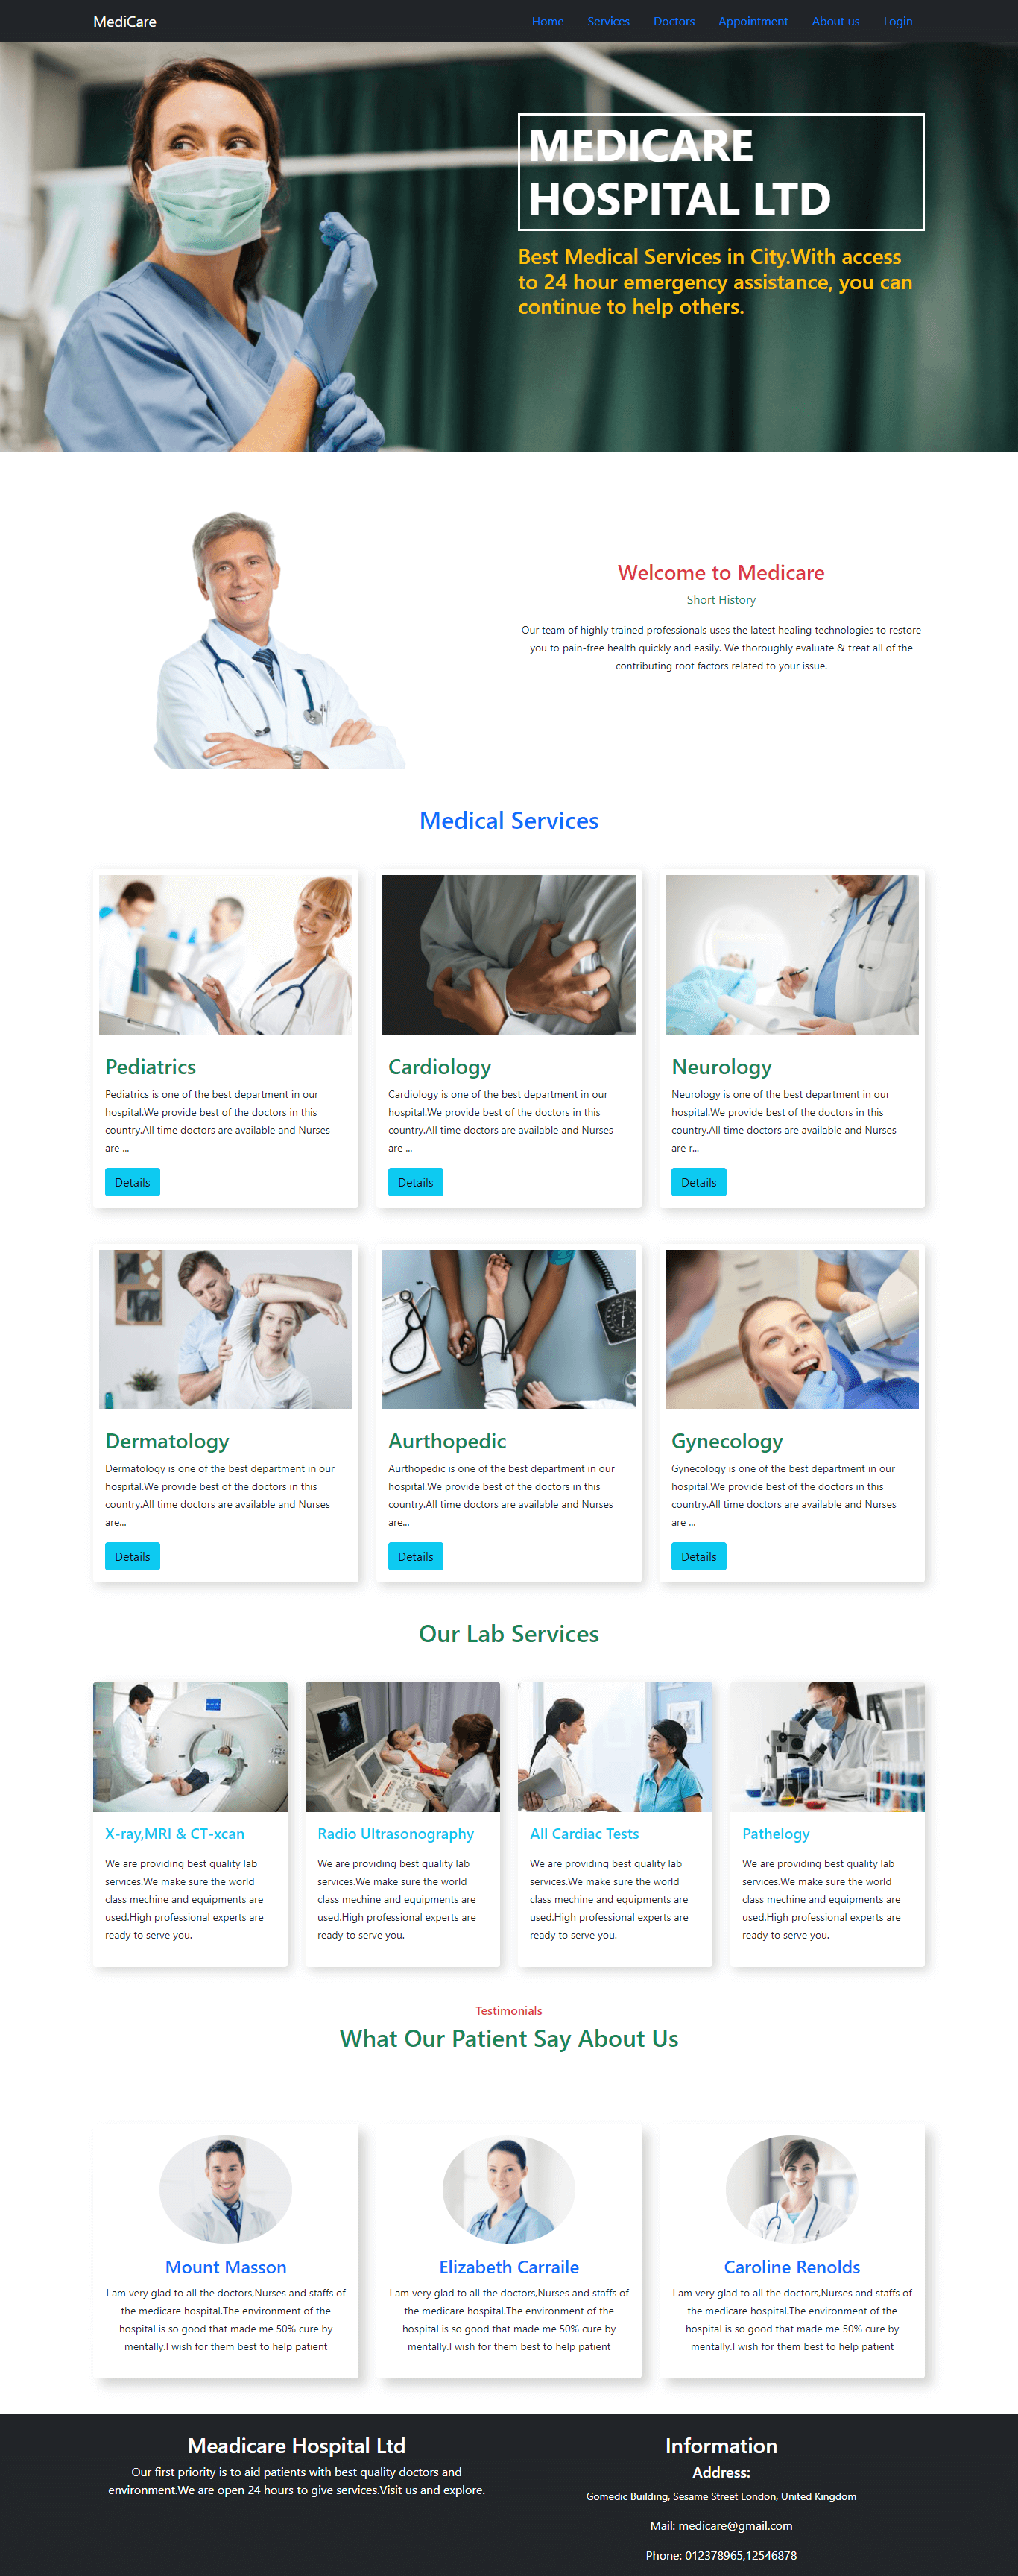 MediCare
Home Services Doctors Appointment About us Login
MEDICARE
HOSPITAL LTD
Best Medical Services in City.With access
to 24 hour emergency assistance, you can
continue to help others.
Welcome to Medicare
Short History
Our team of highly trained professionals uses the latest healing technologies to restore
you to pain-free health quickly and easily. We thoroughly evaluate & treat all of the
contributing root factors related to your issue.
Medical Services
Pediatrics
Pediatrics is one of the best department in our
hospital.We provide best of the doctors in this
country.All time doctors are available and Nurses
are ...
Details
Cardiology
Cardiology is one of the best department in our
hospital.We provide best of the doctors in this
country.All time doctors are available and Nurses
are ...
Details
Neurology
Neurology is one of the best department in our
hospital.We provide best of the doctors in this
country.All time doctors are available and Nurses
are r...
Details
Dermatology
Dermatology is one of the best department in our
hospital.We provide best of the doctors in this
country.All time doctors are available and Nurses
are...
Details
Aurthopedic
Aurthopedic is one of the best department in our
hospital.We provide best of the doctors in this
country.All time doctors are available and Nurses
are...
Details
Gynecology
Gynecology is one of the best department in our
hospital.We provide best of the doctors in this
country.All time doctors are available and Nurses
are ...
Details
Our Lab Services
X-ray,MRI & CT-xcan
We are providing best quality lab
services.We make sure the world
class mechine and equipments are
used.High professional experts are
ready to serve you.
Radio Ultrasonography
We are providing best quality lab
services.We make sure the world
class mechine and equipments are
used.High professional experts are
ready to serve you.
All Cardiac Tests
We are providing best quality lab
services.We make sure the world
class mechine and equipments are
used.High professional experts are
ready to serve you.
Pathelogy
We are providing best quality lab
services.We make sure the world
class mechine and equipments are
used.High professional experts are
ready to serve you.
Testimonials
What Our Patient Say About Us
Mount Masson
I am very glad to all the doctors.Nurses and staffs of
the medicare hospital.The environment of the
hospital is so good that made me 50% cure by
mentally.I wish for them best to help patient
Elizabeth Carraile
I am very glad to all the doctors.Nurses and staffs of
the medicare hospital.The environment of the
hospital is so good that made me 50% cure by
mentally.I wish for them best to help patient
Caroline Renolds
I am very glad to all the doctors.Nurses and staffs of
the medicare hospital.The environment of the
hospital is so good that made me 50% cure by
mentally.I wish for them best to help patient
Meadicare Hospital Ltd
Our first priority is to aid patients with best quality doctors and
environment.We are open 24 hours to give services.Visit us and explore.
Information
Address:
Gomedic Building, Sesame Street London, United Kingdom
Mail: medicare@gmail.com
Phone: 012378965,12546878